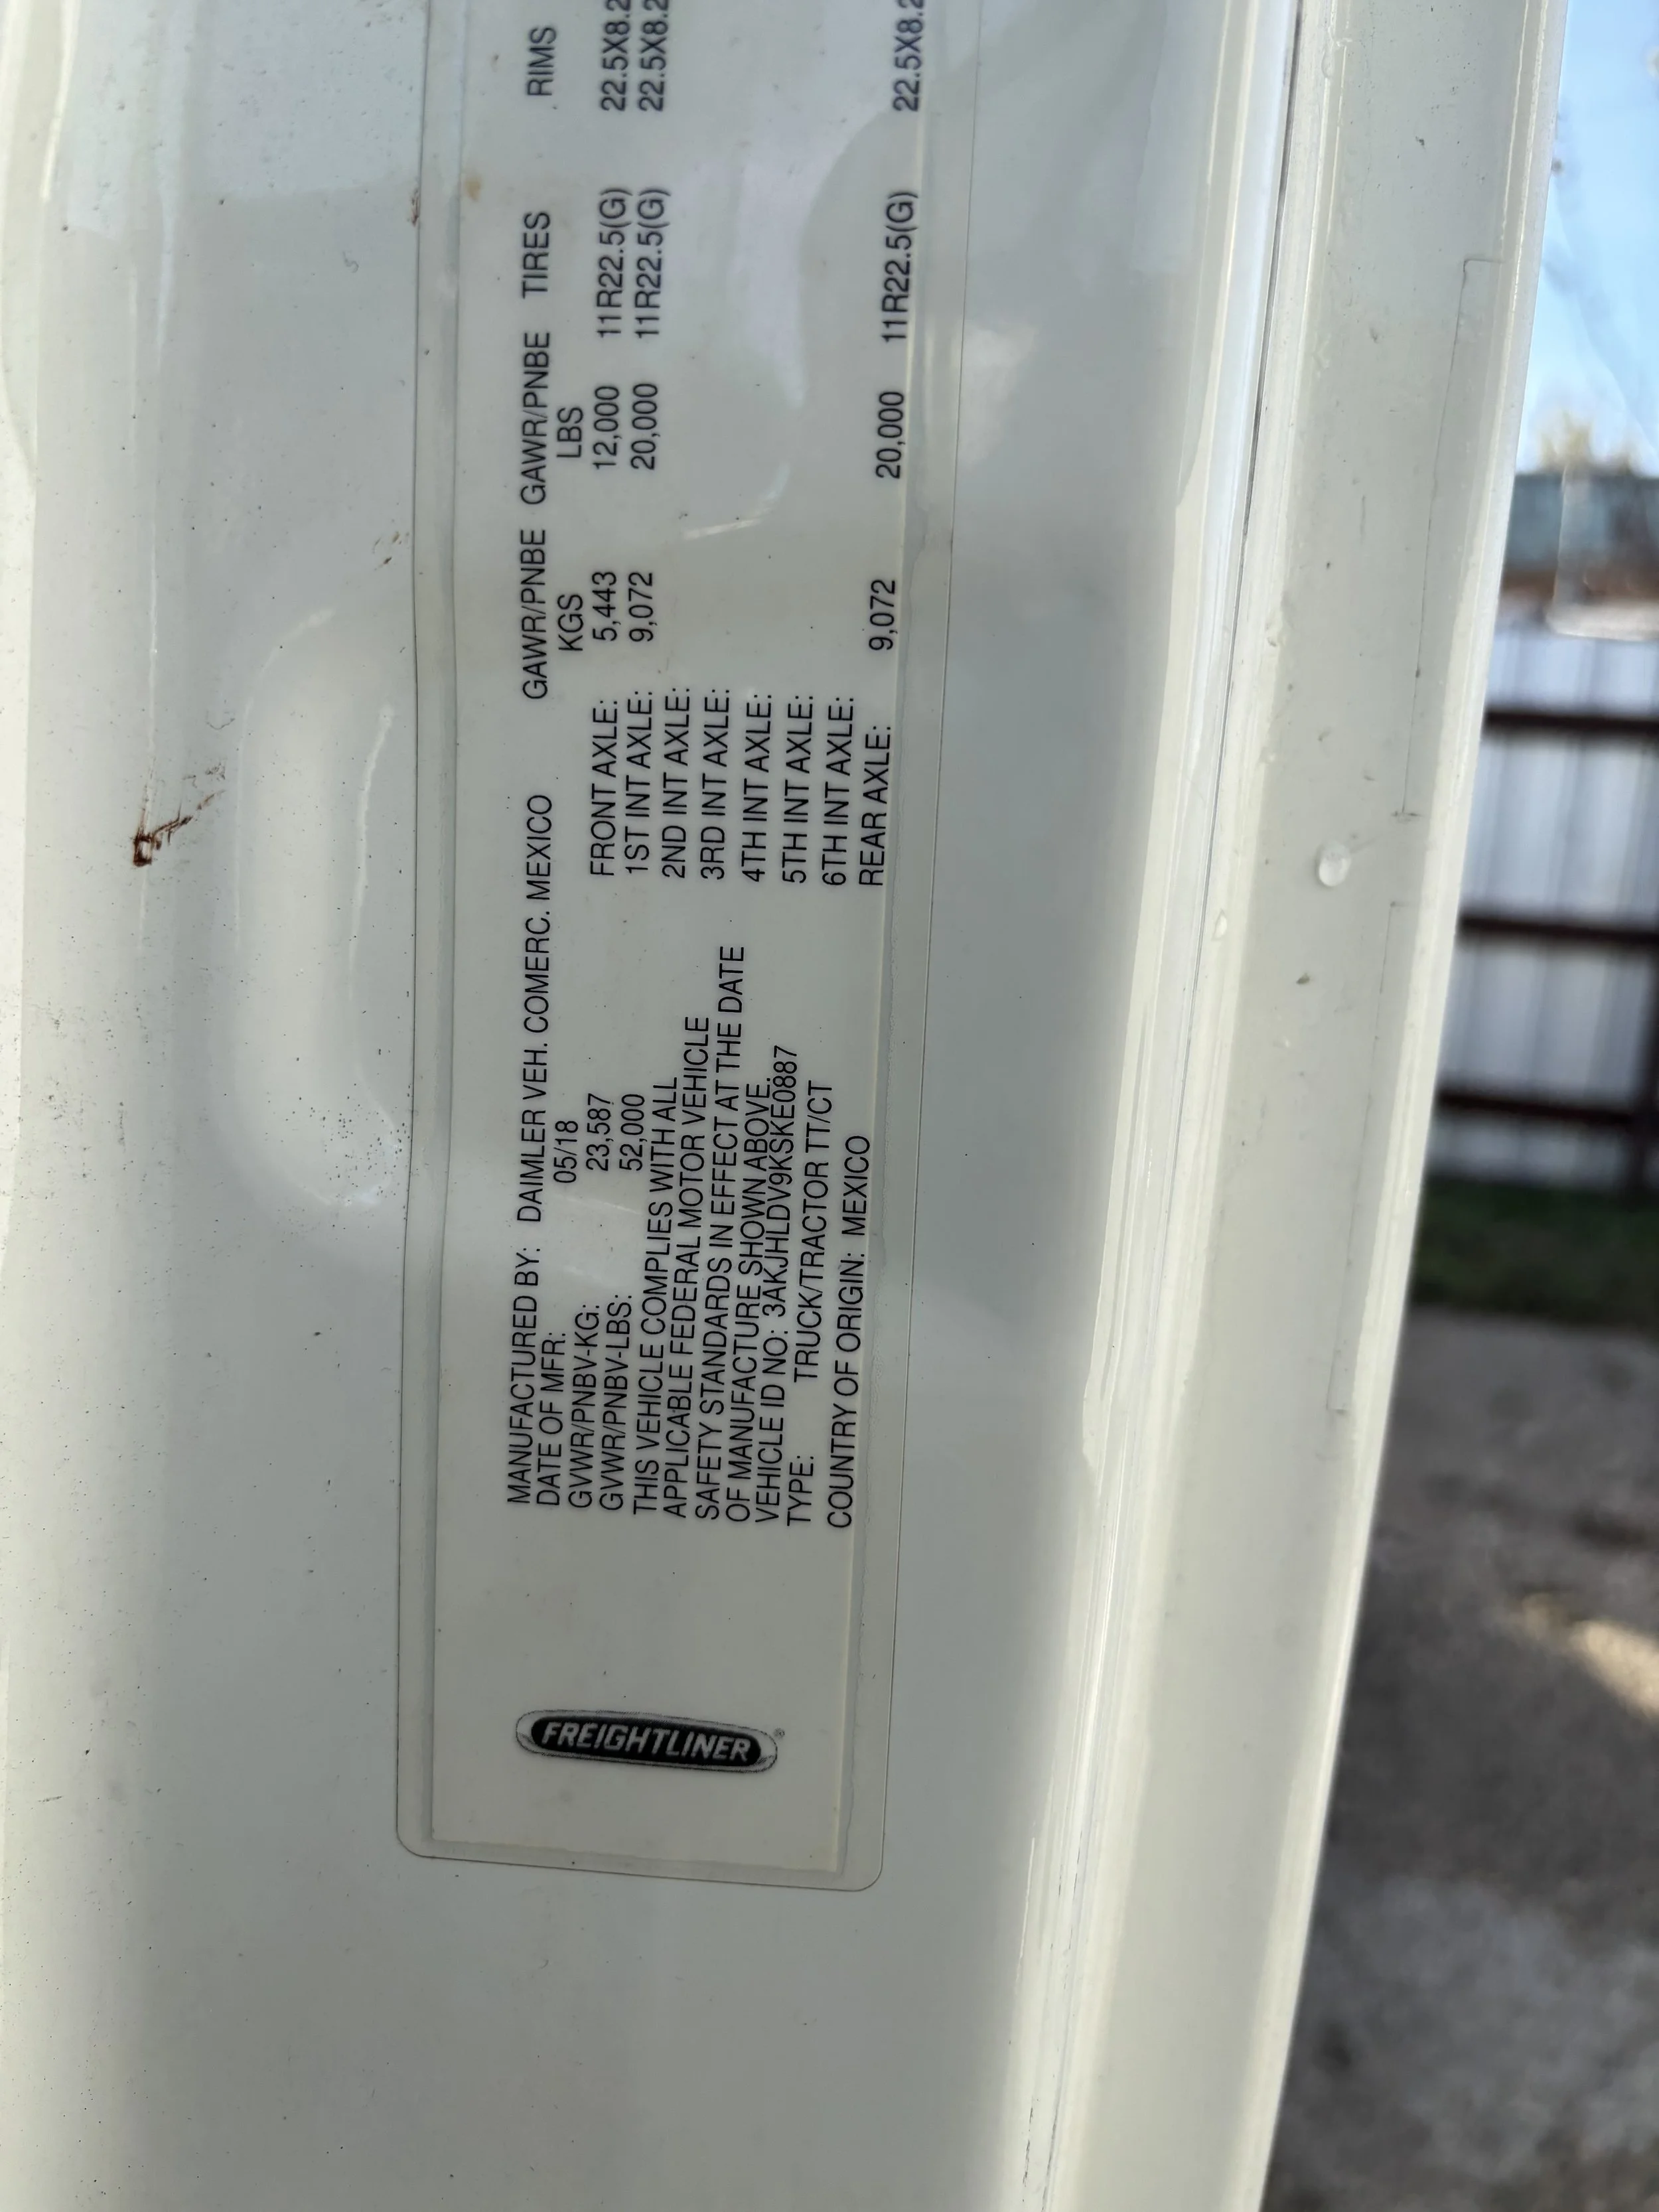 FREIGHTLINER
MANUFACTURED BY: DAIMLER VEH. COMERC. MEXICO
DATE OF MFR: 05/18
GVWR/PNBV-KG: 23,587
GVWR/PNBV-LBS: 52,000
THIS VEHICLE COMPLIES WITH ALL
APPLICABLE FEDERAL MOTOR VEHICLE
SAFETY STANDARDS IN EFFECT AT THE DATE
OF MANUFACTURE SHOWN ABOVE.
VEHICLE ID NO: 3AKJHLDV9KSKE0887
TYPE: TRUCK/TRACTOR TT/CT
COUNTRY OF ORIGIN: MEXICO
GAWR/PNBE GAWR/PNBE TIRES RIMS
KGS LBS
FRONT AXLE: 5,443 12,000 11R22.5(G) 22.5X8.2
1ST INT AXLE: 9,072 20,000 11R22.5(G) 22.5X8.2
2ND INT AXLE:
3RD INT AXLE:
4TH INT AXLE:
5TH INT AXLE:
6TH INT AXLE:
REAR AXLE: 9,072 20,000 11R22.5(G) 22.5X8.2